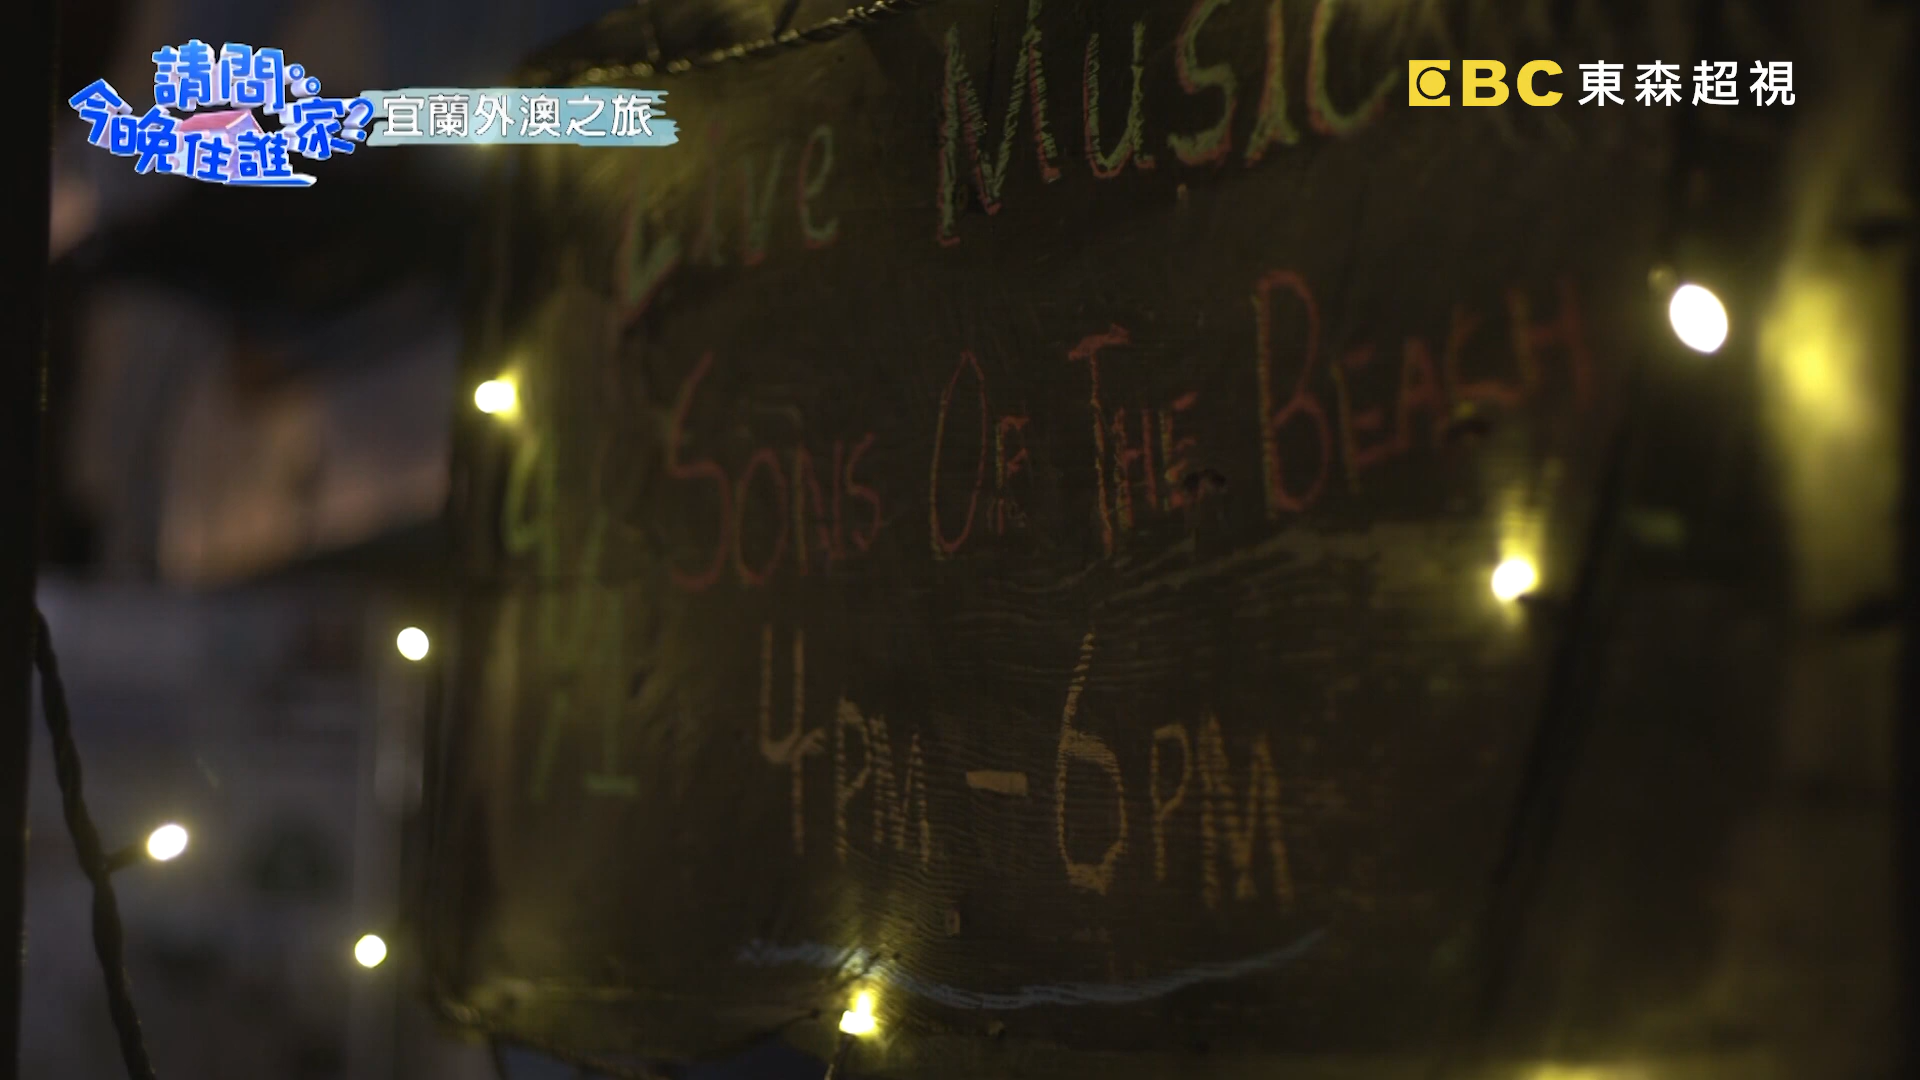 請問
今晚住誰家?
宜蘭外澳之旅
EBC 東森超視
Live Music
SONS OF THE BEACH
4PM - 6PM